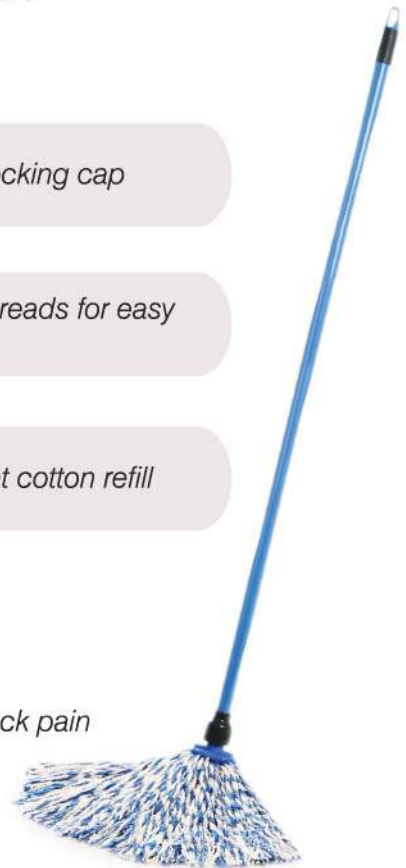 cking cap
reads for easy
t cotton refill
ck pain